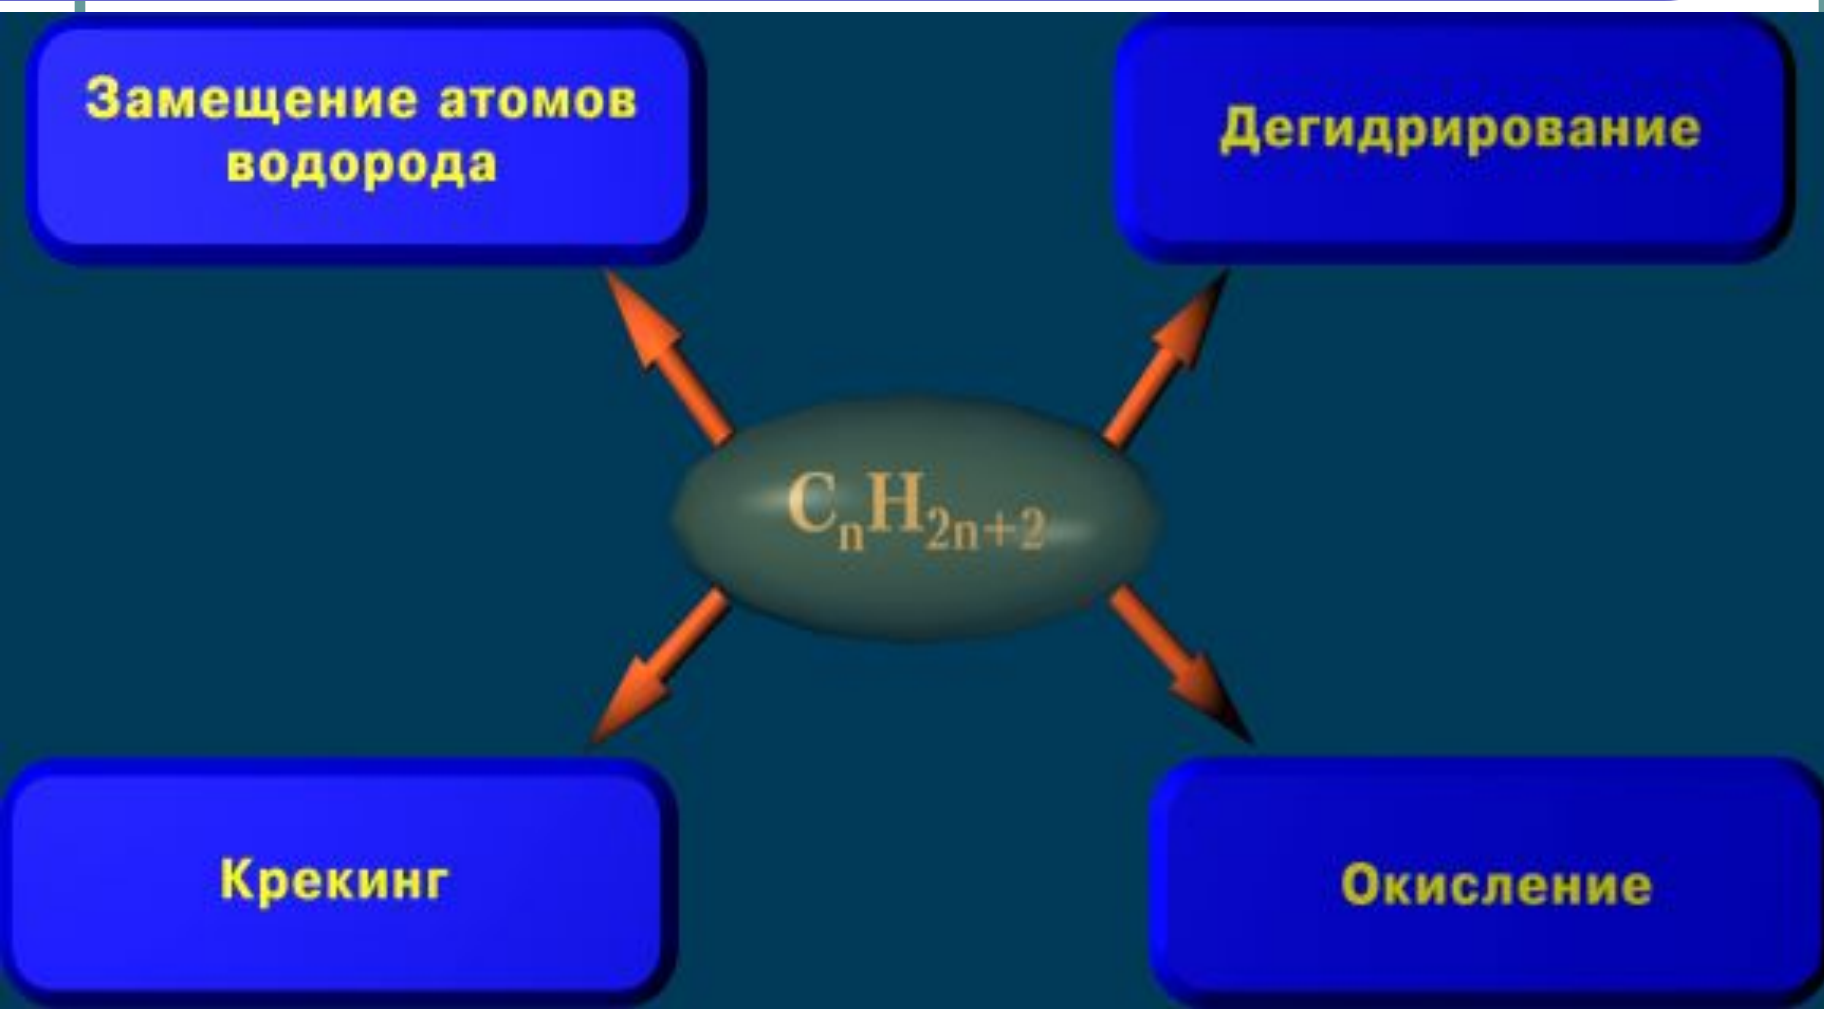 Замещение атомов
водорода
Дегидрирование
CₙH₂ₙ₊₂
Крекинг
Окисление